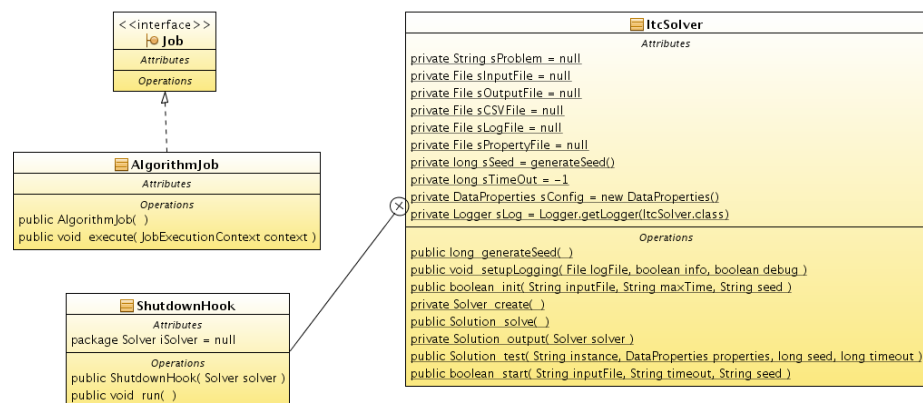 <<interface>>
Job
Attributes
Operations
AlgorithmJob
Attributes
Operations
public AlgorithmJob( )
public void execute( JobExecutionContext context )
ShutdownHook
Attributes
package Solver iSolver = null
Operations
public ShutdownHook( Solver solver )
public void run( )
ItcSolver
Attributes
private String sProblem = null
private File sInputFile = null
private File sOutputFile = null
private File sCSVFile = null
private File sLogFile = null
private File sPropertyFile = null
private long sSeed = generateSeed()
private long sTimeOut = -1
private DataProperties sConfig = new DataProperties()
private Logger sLog = Logger.getLogger(ItcSolver.class)
Operations
public long generateSeed( )
public void setupLogging( File logFile, boolean info, boolean debug )
public boolean init( String inputFile, String maxTime, String seed )
private Solver create( )
public Solution solve( )
private Solution output( Solver solver )
public Solution test( String instance, DataProperties properties, long seed, long timeout )
public boolean start( String inputFile, String timeout, String seed )